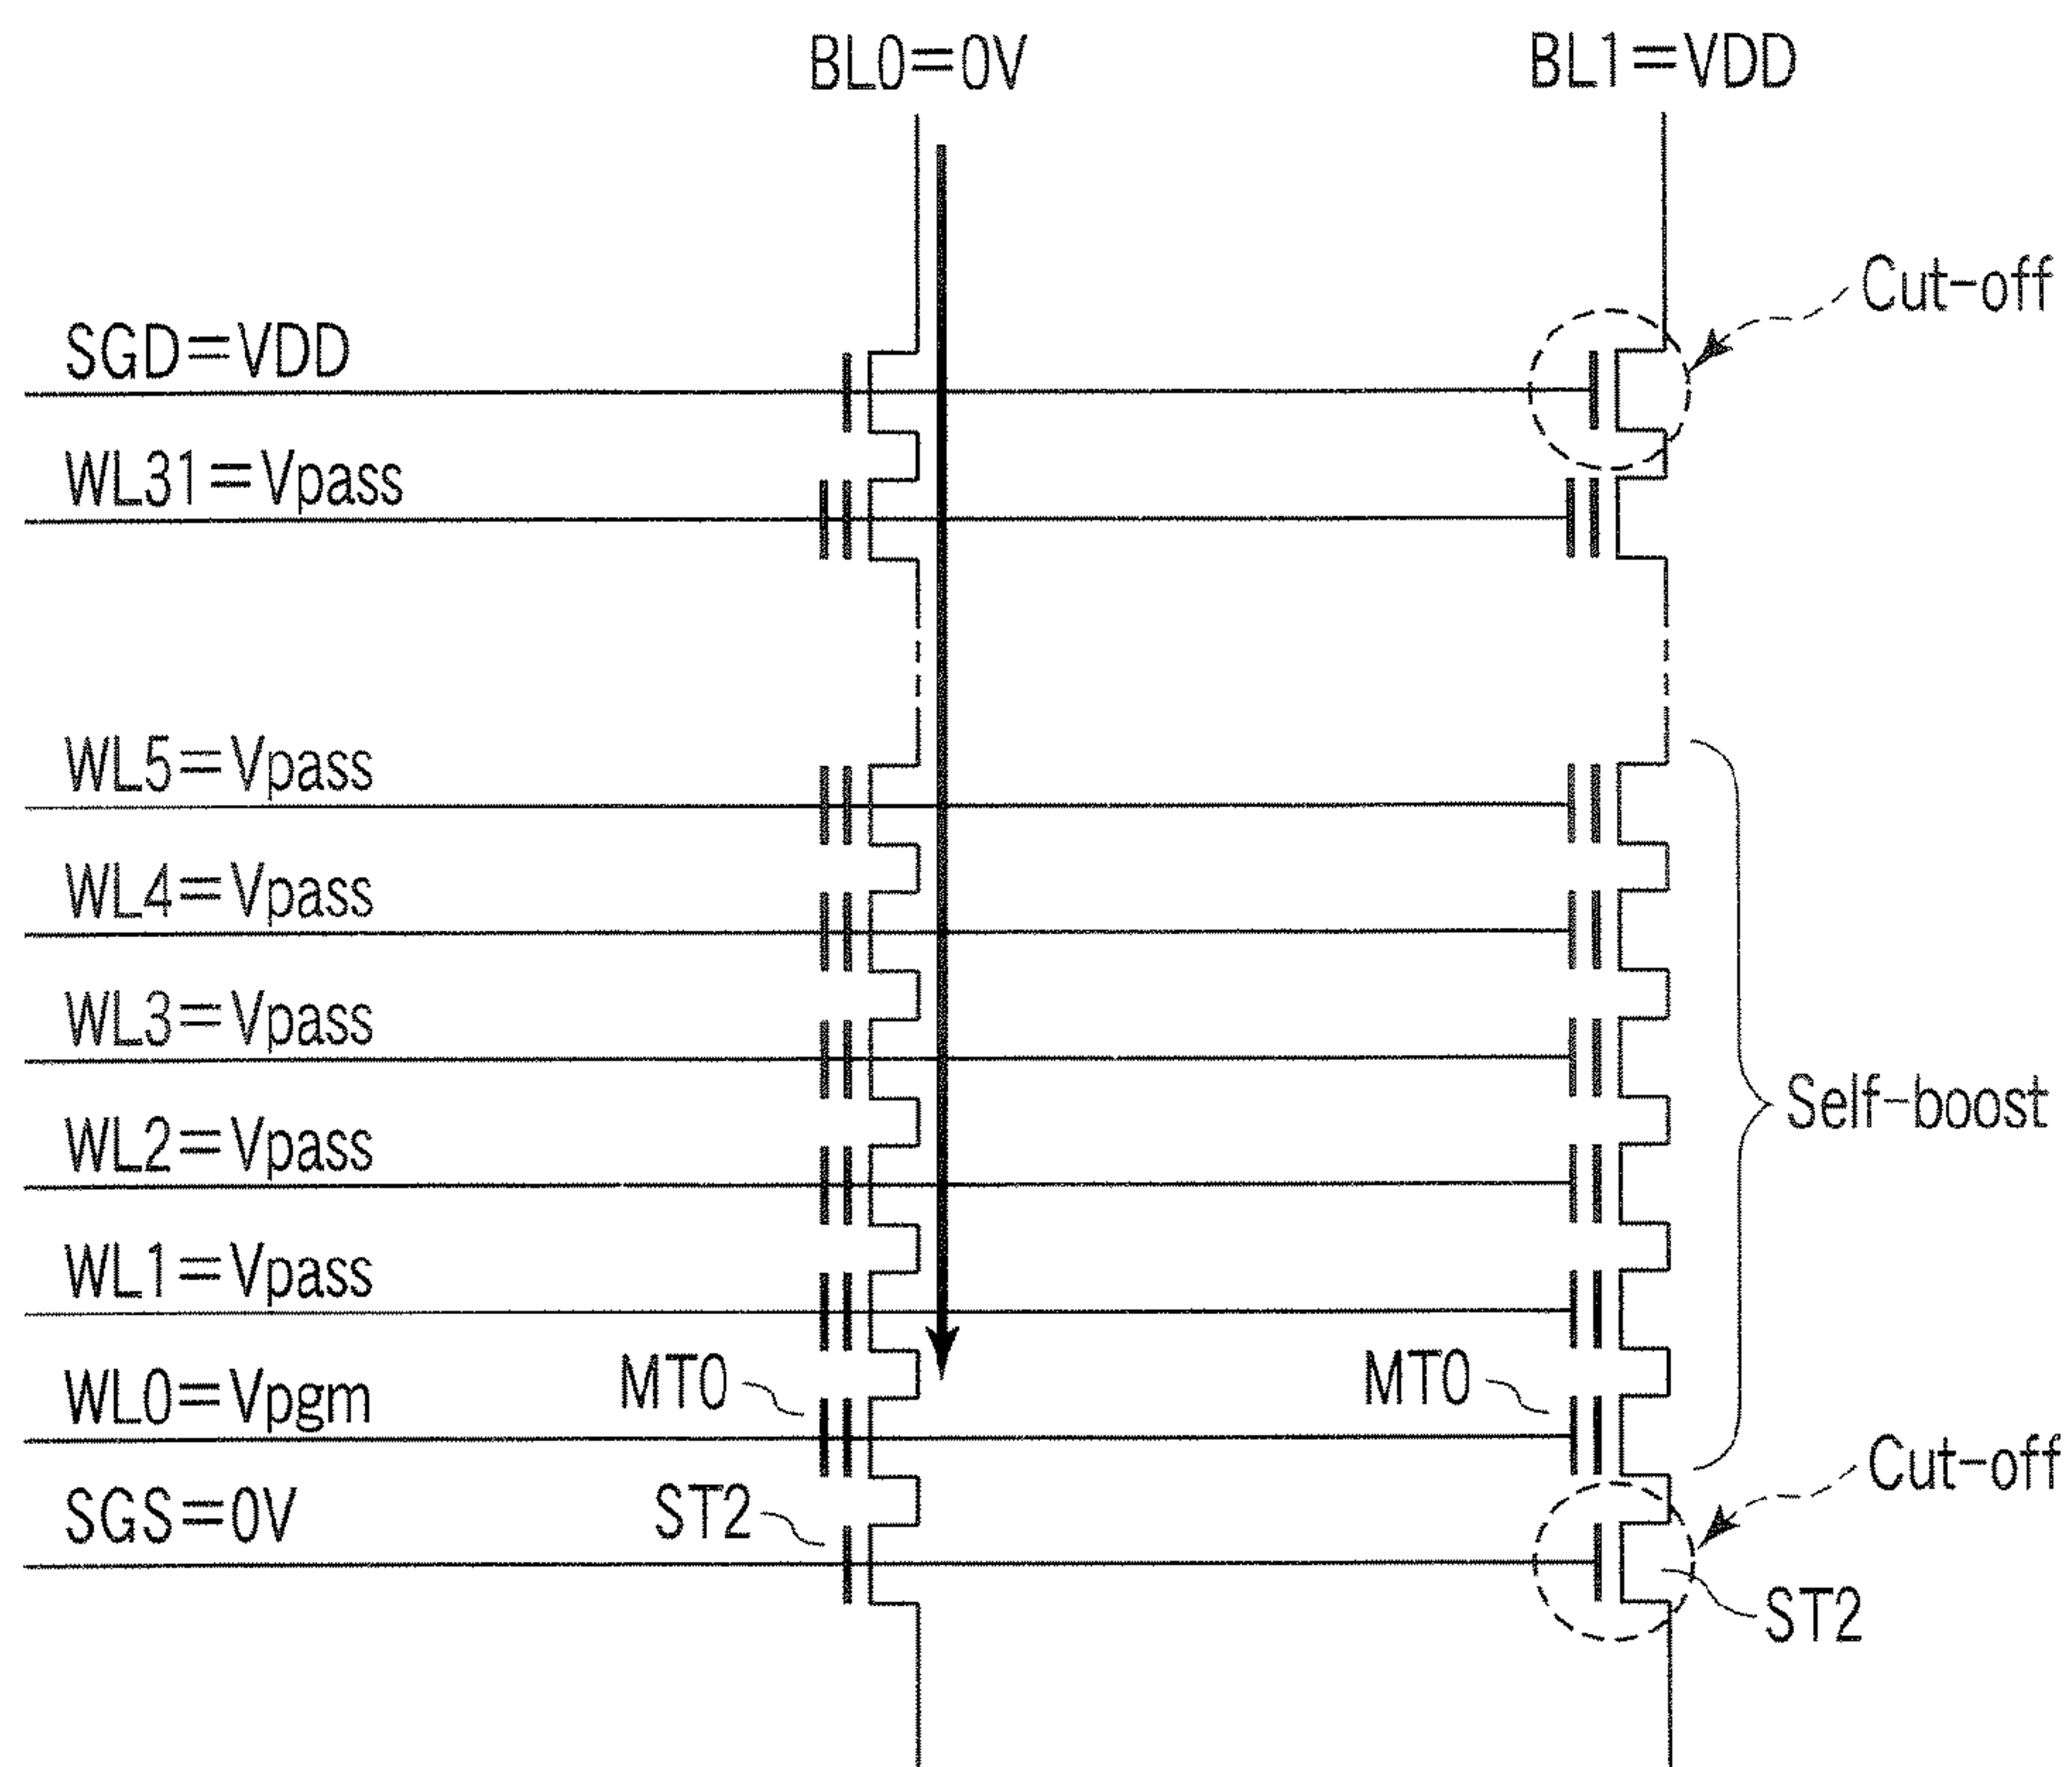 BL0=0V
BL1=VDD
Cut-off
SGD=VDD
WL31=Vpass
WL5=Vpass
WL4=Vpass
WL3=Vpass
WL2=Vpass
WL1=Vpass
WL0=Vpgm
SGS=0V
Self-boost
MT0
MT0
ST2
Cut-off
ST2